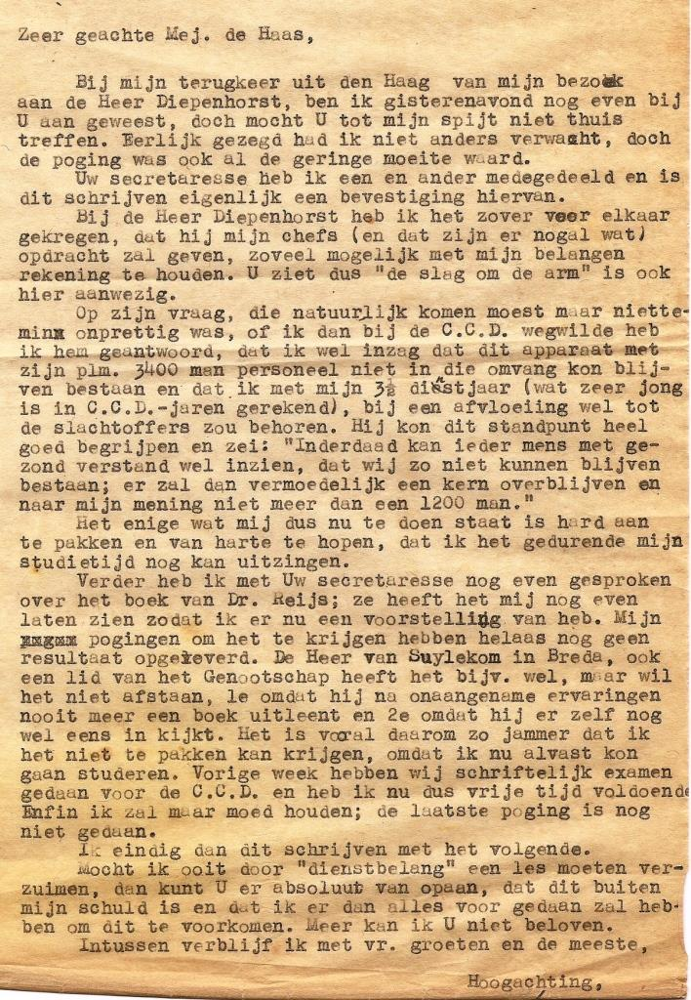 Zeer geachte Mej. de Haas,
Bij mijn terugkeer uit den Haag van mijn bezoek
aan de Heer Diepenhorst, ben ik gisterenavond nog even bij
U aan geweest, doch mocht U tot mijn spijt niet thuis
treffen. Eerlijk gezegd had ik niet anders verwacht, doch
de poging was ook al de geringe moeite waard.
Uw secretaresse heb ik een en ander medegedeeld en is
dit schrijven eigenlijk een bevestiging hiervan.
Bij de Heer Diepenhorst heb ik het zover voor elkaar
gekregen, dat hij mijn chefs (en dat zijn er nogal wat)
opdracht zal geven, zoveel mogelijk met mijn belangen
rekening te houden. U ziet dus "de slag om de arm" is ook
hier aanwezig.
Op zijn vraag, die natuurlijk komen moest maar niette-
minx onprettig was, of ik dan bij de C.C.D. wegwilde heb
ik hem geantwoord, dat ik wel inzag dat dit apparaat met
zijn plm. 3400 man personeel niet in die omvang kon blij-
ven bestaan en dat ik met mijn 3½ dienstjaar (wat zeer jong
is in C.C.D.-jaren gerekend), bij een afvloeiing wel tot
de slachtoffers zou behoren. Hij kon dit standpunt heel
goed begrijpen en zei: "Inderdaad kan ieder mens met ge-
zond verstand wel inzien, dat wij zo niet kunnen blijven
bestaan; er zal dan vermoedelijk een kern overblijven en
naar mijn mening niet meer dan een 1200 man."
Het enige wat mij dus nu te doen staat is hard aan
te pakken en van harte te hopen, dat ik het gedurende mijn
studietijd nog kan uitzingen.
Verder heb ik met Uw secretaresse nog even gesproken
over het boek van Dr. Reijs; ze heeft het mij nog even
laten zien zodat ik er nu een voorstelling van heb. Mijn
pogingen om het te krijgen hebben helaas nog geen
resultaat opgeleverd. De Heer van Suylekom in Breda, ook
een lid van het Genootschap heeft het bijv. wel, maar wil
het niet afstaan, 1e omdat hij na onaangename ervaringen
nooit meer een boek uitleent en 2e omdat hij er zelf nog
wel eens in kijkt. Het is vooral daarom zo jammer dat ik
het niet te pakken kan krijgen, omdat ik nu alvast kon
gaan studeren. Vorige week hebben wij schriftelijk examen
gedaan voor de C.C.D. en heb ik nu dus vrije tijd voldoende
Enfin ik zal maar moed houden; de laatste poging is nog
niet gedaan.
Ik eindig dan dit schrijven met het volgende.
Mocht ik ooit door "dienstbelang" een les moeten ver-
zuimen, dan kunt U er absoluut van opaan, dat dit buiten
mijn schuld is en dat ik er dan alles voor gedaan zal heb-
ben om dit te voorkomen. Meer kan ik U niet beloven.
Intussen verblijf ik met vr. groeten en de meeste,
Hoogachting,